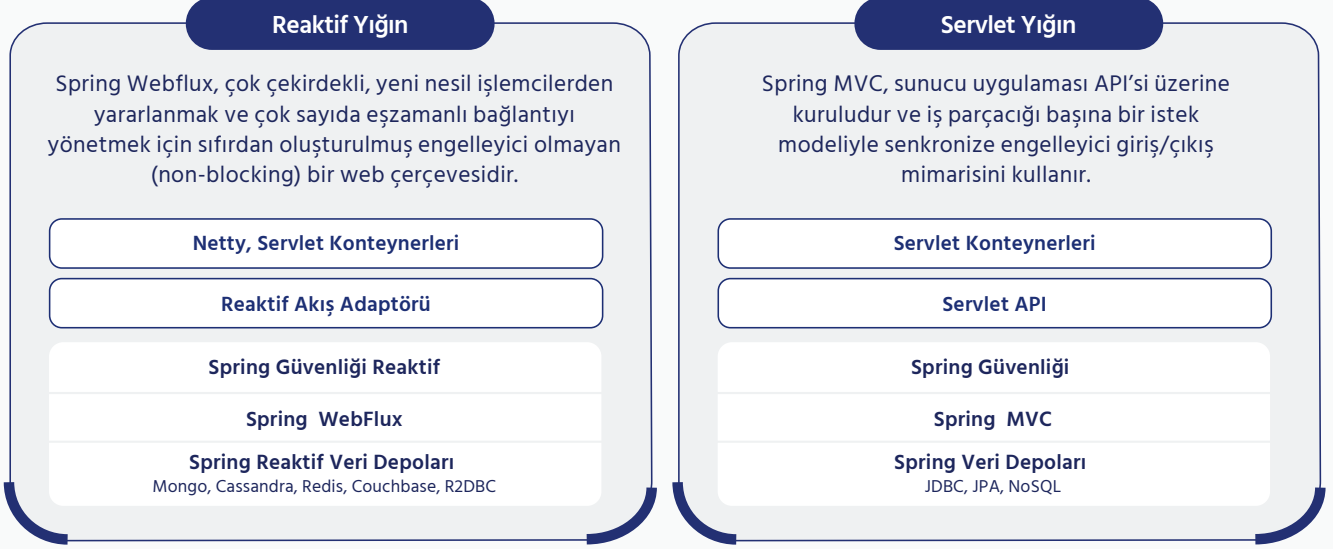 Reaktif Yığın
Spring Webflux, çok çekirdekli, yeni nesil işlemcilerden
yararlanmak ve çok sayıda eşzamanlı bağlantıyı
yönetmek için sıfırdan oluşturulmuş engelleyici olmayan
(non-blocking) bir web çerçevesidir.
Netty, Servlet Konteynerleri
Reaktif Akış Adaptörü
Spring Güvenliği Reaktif
Spring WebFlux
Spring Reaktif Veri Depoları
Mongo, Cassandra, Redis, Couchbase, R2DBC
Servlet Yığın
Spring MVC, sunucu uygulaması API’si üzerine
kuruludur ve iş parçacığı başına bir istek
modeliyle senkronize engelleyici giriş/çıkış
mimarisini kullanır.
Servlet Konteynerleri
Servlet API
Spring Güvenliği
Spring MVC
Spring Veri Depoları
JDBC, JPA, NoSQL